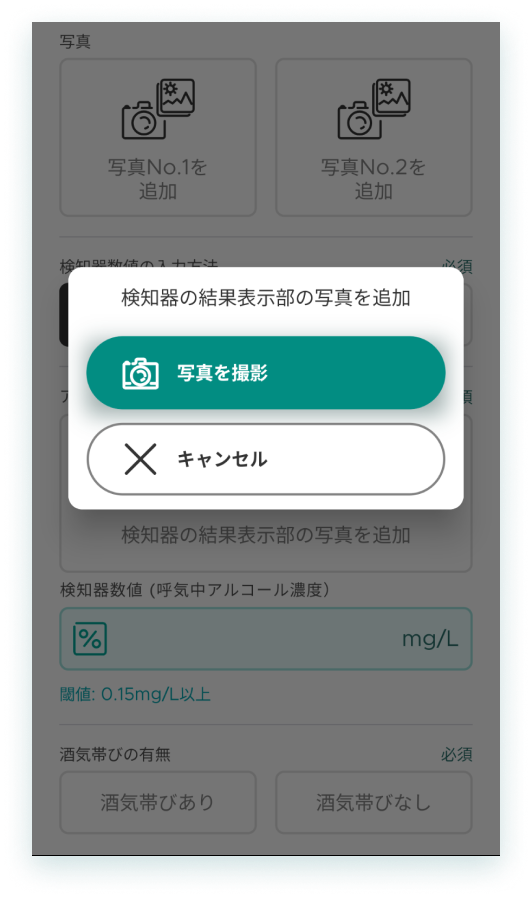 写真
写真No.1を
追加
写真No.2を
追加
検知器数値の入力方法
必須
検知器の結果表示部の写真を追加
写真を撮影
キャンセル
検知器の結果表示部の写真を追加
検知器数値 (呼気中アルコール濃度)
% mg/L
閾値: 0.15mg/L以上
酒気帯びの有無
必須
酒気帯びあり
酒気帯びなし